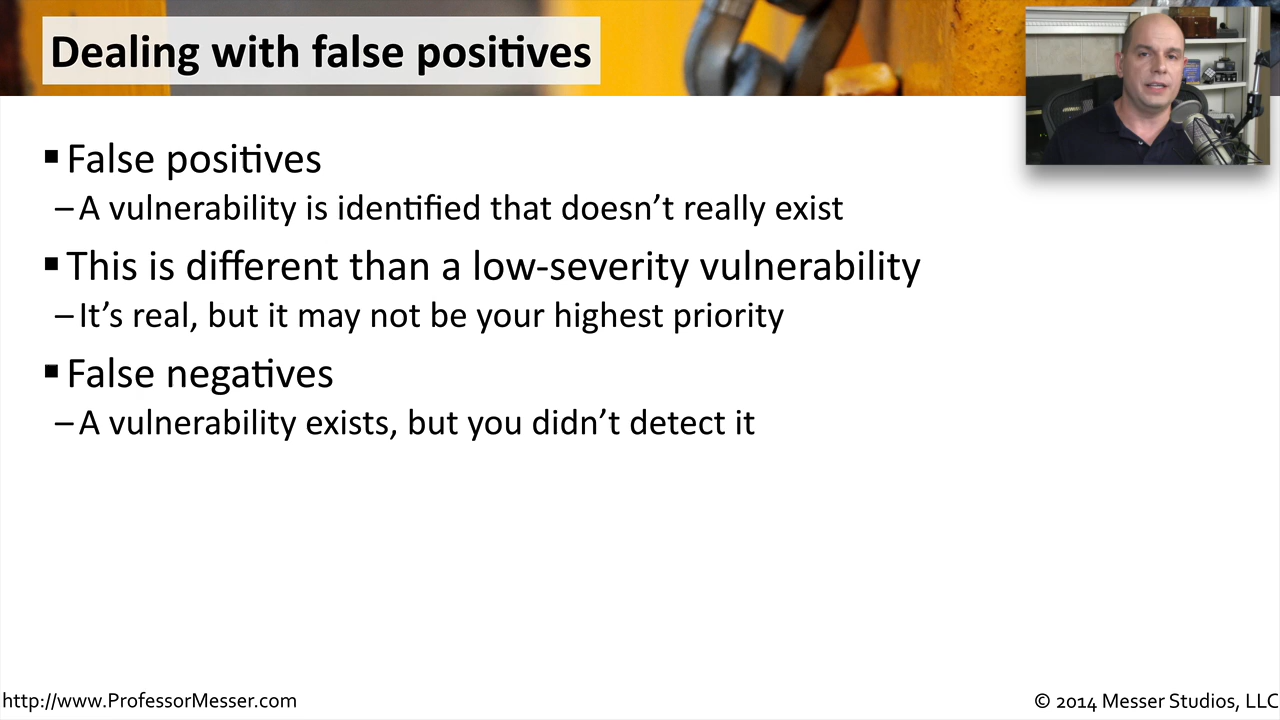 Dealing with false positives
▪ False positives
– A vulnerability is identified that doesn’t really exist
▪ This is different than a low-severity vulnerability
– It’s real, but it may not be your highest priority
▪ False negatives
– A vulnerability exists, but you didn’t detect it
http://www.ProfessorMesser.com
© 2014 Messer Studios, LLC